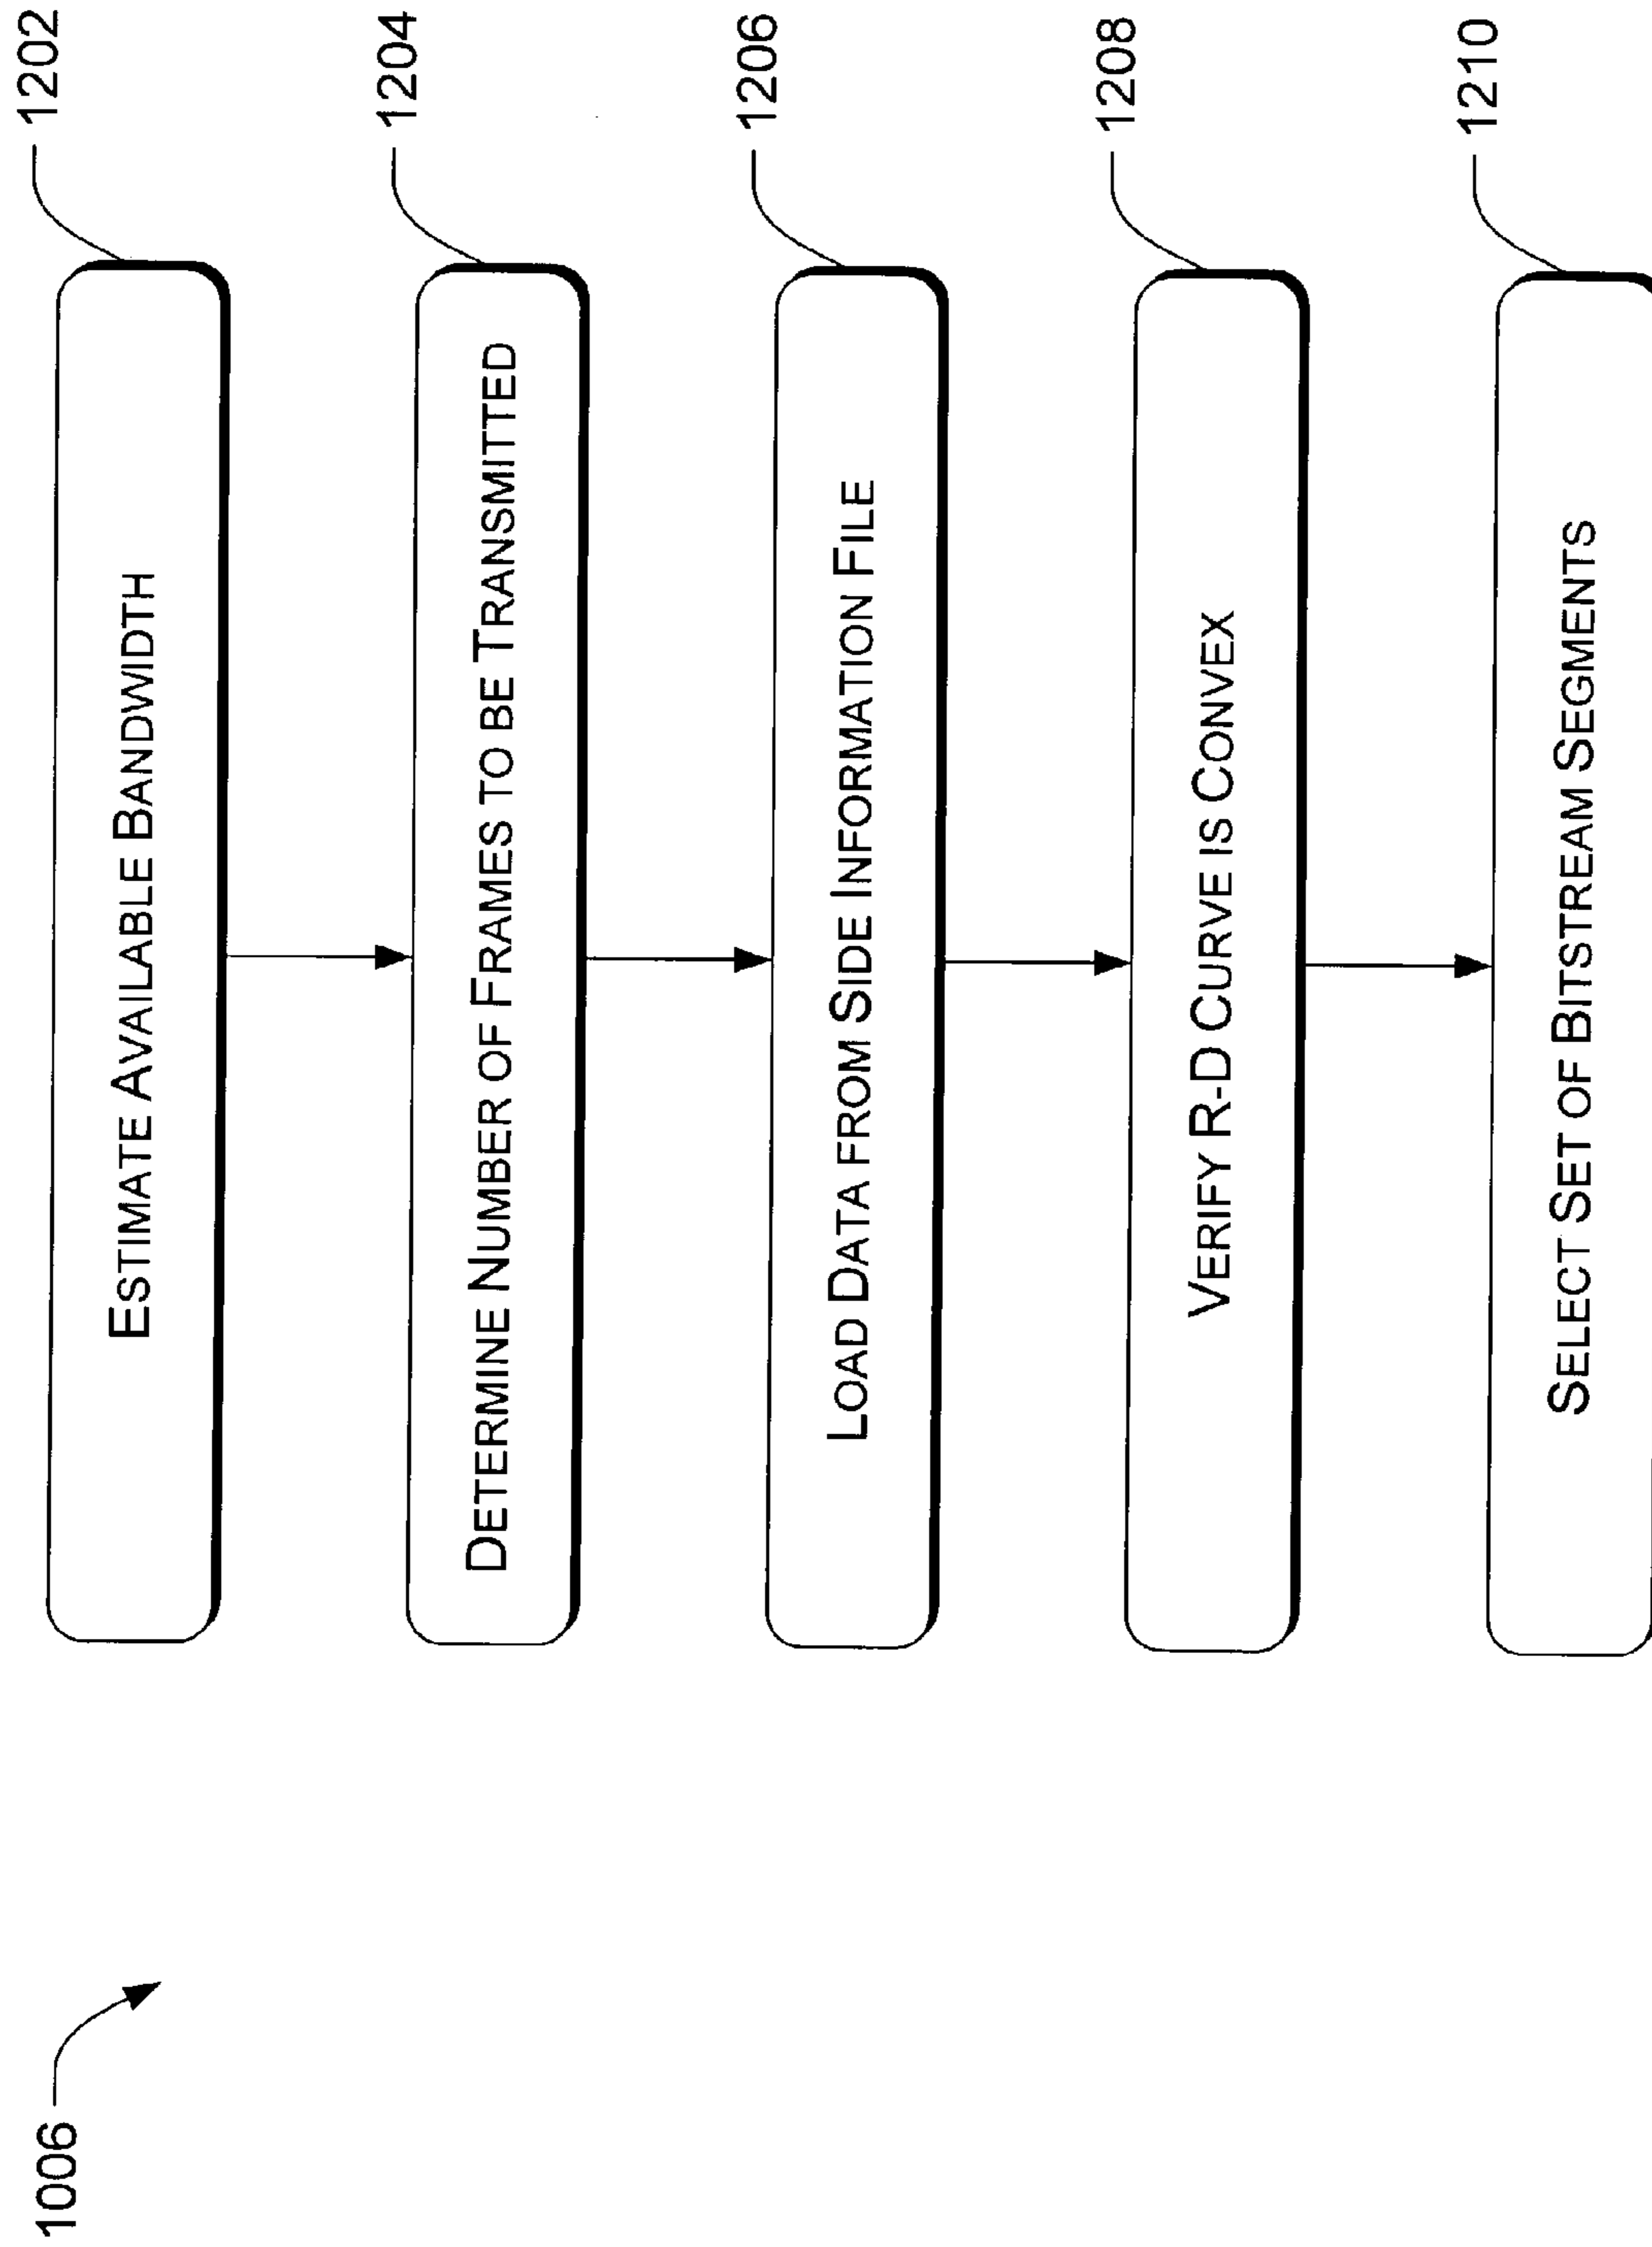 1006
ESTIMATE AVAILABLE BANDWIDTH
1202
DETERMINE NUMBER OF FRAMES TO BE TRANSMITTED
1204
LOAD DATA FROM SIDE INFORMATION FILE
1206
VERIFY R-D CURVE IS CONVEX
1208
SELECT SET OF BITSTREAM SEGMENTS
1210